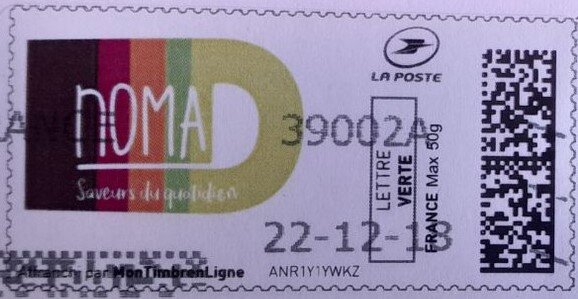 NOMAD
Saveurs du quotidien
LA POSTE
LETTRE
VERTE
FRANCE Max 50g
ANCE
39002A
22-12-18
Affranchi par MonTimbrenLigne
ANR1Y1YWKZ